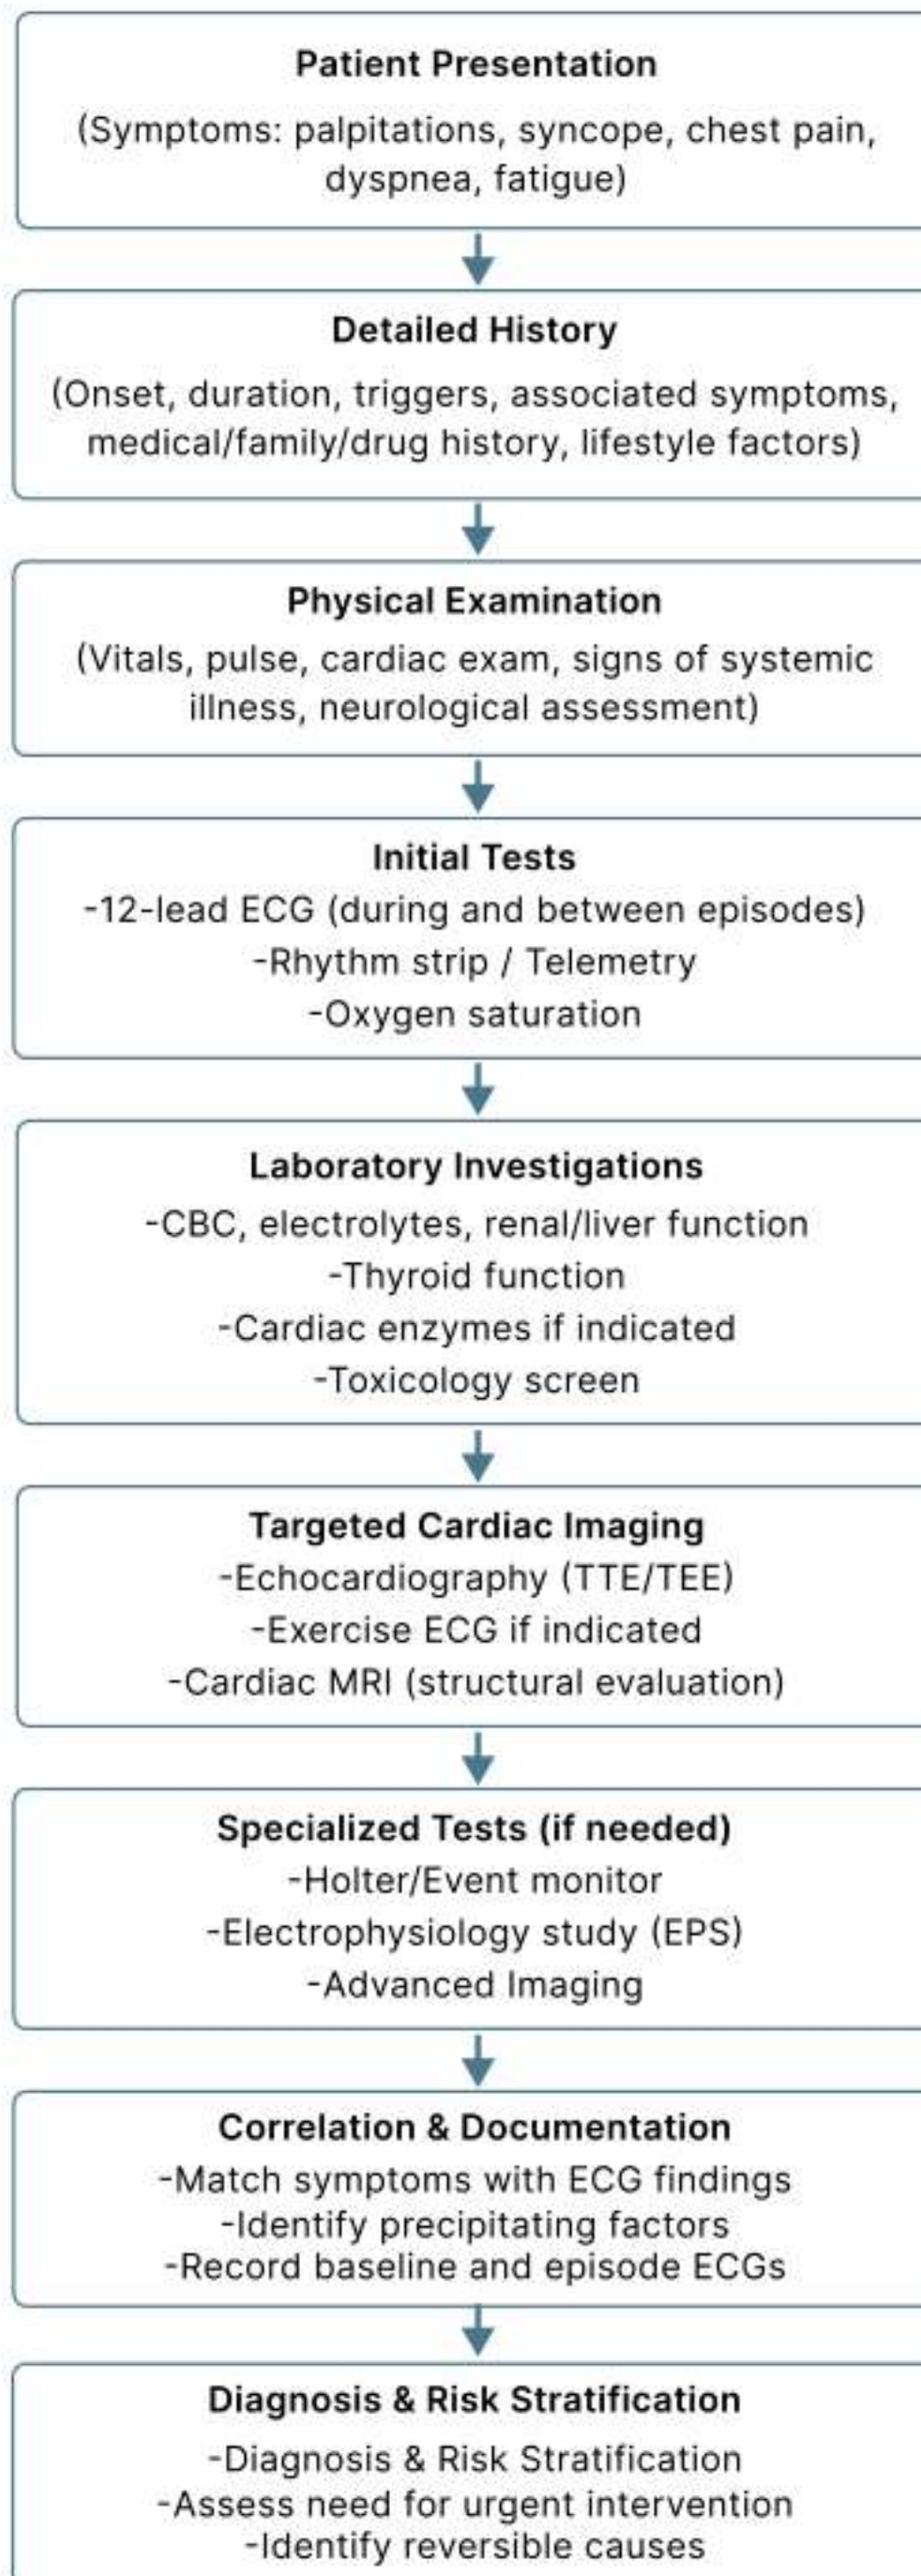 Patient Presentation
(Symptoms: palpitations, syncope, chest pain,
dyspnea, fatigue)
Detailed History
(Onset, duration, triggers, associated symptoms,
medical/family/drug history, lifestyle factors)
Physical Examination
(Vitals, pulse, cardiac exam, signs of systemic
illness, neurological assessment)
Initial Tests
-12-lead ECG (during and between episodes)
-Rhythm strip / Telemetry
-Oxygen saturation
Laboratory Investigations
-CBC, electrolytes, renal/liver function
-Thyroid function
-Cardiac enzymes if indicated
-Toxicology screen
Targeted Cardiac Imaging
-Echocardiography (TTE/TEE)
-Exercise ECG if indicated
-Cardiac MRI (structural evaluation)
Specialized Tests (if needed)
-Holter/Event monitor
-Electrophysiology study (EPS)
-Advanced Imaging
Correlation & Documentation
-Match symptoms with ECG findings
-Identify precipitating factors
-Record baseline and episode ECGs
Diagnosis & Risk Stratification
-Diagnosis & Risk Stratification
-Assess need for urgent intervention
-Identify reversible causes